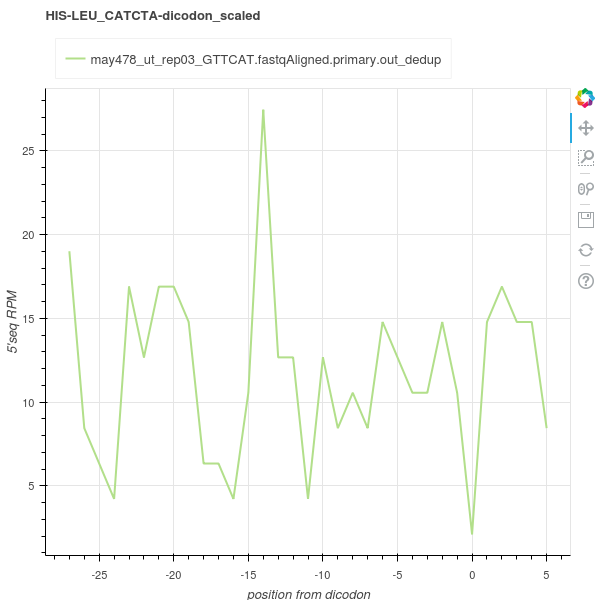 HIS-LEU_CATCTA-dicodon_scaled
may478_ut_rep03_GTTCAT.fastqAligned.primary.out_dedup
25
20
15
10
5
5'seq RPM
-25 -20 -15 -10 -5 0 5
position from dicodon